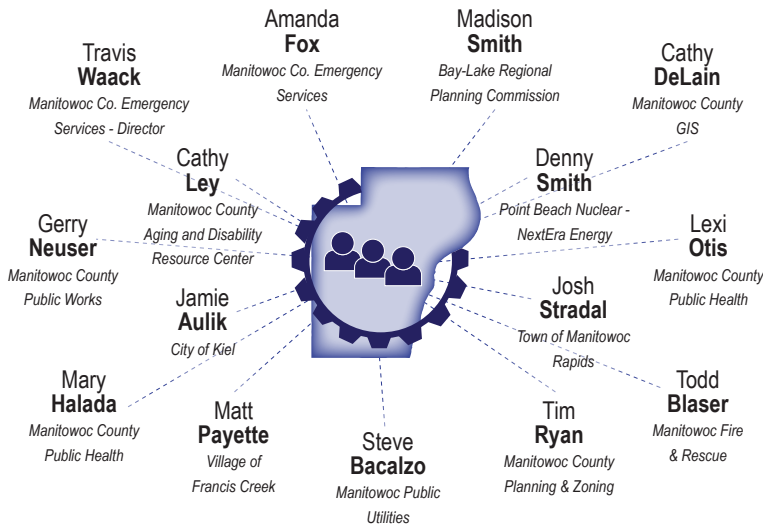 Amanda
Fox
Manitowoc Co. Emergency
Services
Madison
Smith
Bay-Lake Regional
Planning Commission
Travis
Waack
Manitowoc Co. Emergency
Services - Director
Cathy
DeLain
Manitowoc County
GIS
Cathy
Ley
Manitowoc County
Aging and Disability
Resource Center
Denny
Smith
Point Beach Nuclear -
NextEra Energy
Gerry
Neuser
Manitowoc County
Public Works
Lexi
Otis
Manitowoc County
Public Health
Jamie
Aulik
City of Kiel
Josh
Stradal
Town of Manitowoc
Rapids
Mary
Halada
Manitowoc County
Public Health
Matt
Payette
Village of
Francis Creek
Steve
Bacalzo
Manitowoc Public
Utilities
Tim
Ryan
Manitowoc County
Planning & Zoning
Todd
Blaser
Manitowoc Fire
& Rescue